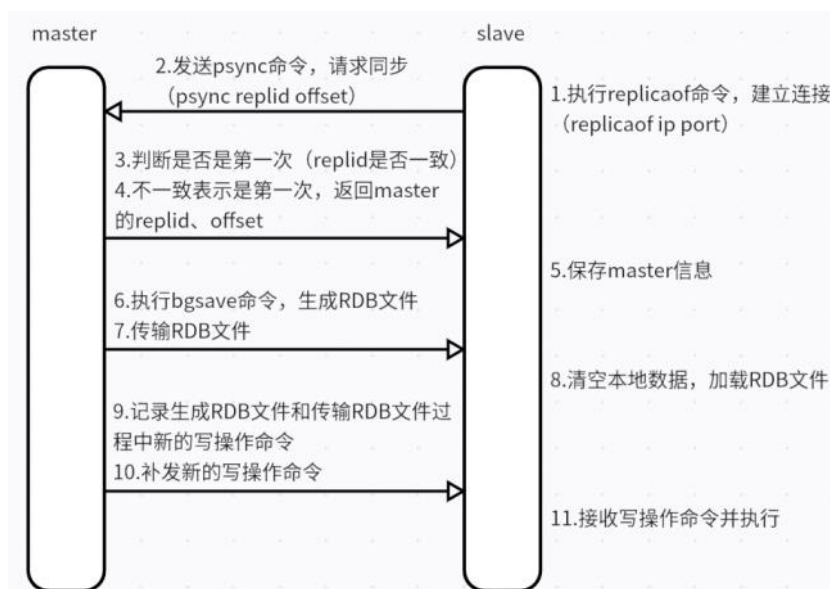 master
slave
2.发送psync命令，请求同步
（psync replid offset）
1.执行replicaof命令，建立连接
（replicaof ip port）
3.判断是否是第一次（replid是否一致）
4.不一致表示是第一次，返回master
的replid、offset
5.保存master信息
6.执行bgsave命令，生成RDB文件
7.传输RDB文件
8.清空本地数据，加载RDB文件
9.记录生成RDB文件和传输RDB文件过
程中新的写操作命令
10.补发新的写操作命令
11.接收写操作命令并执行